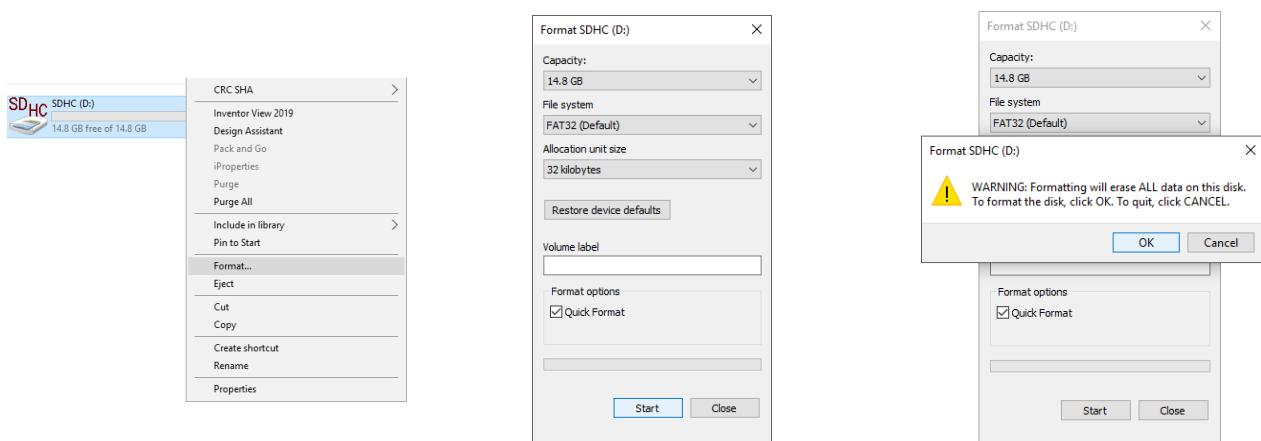 SDHC
SDHC (D:)
14.8 GB free of 14.8 GB
CRC SHA
Inventor View 2019
Design Assistant
Pack and Go
iProperties
Purge
Purge All
Include in library
Pin to Start
Format...
Eject
Cut
Copy
Create shortcut
Rename
Properties
Format SDHC (D:)
Capacity:
14.8 GB
File system
FAT32 (Default)
Allocation unit size
32 kilobytes
Restore device defaults
Volume label
Format options
Quick Format
Start Close
Format SDHC (D:)
Capacity:
14.8 GB
File system
FAT32 (Default)
Format SDHC (D:)
WARNING: Formatting will erase ALL data on this disk.
To format the disk, click OK. To quit, click CANCEL.
OK Cancel
Format options
Quick Format
Start Close